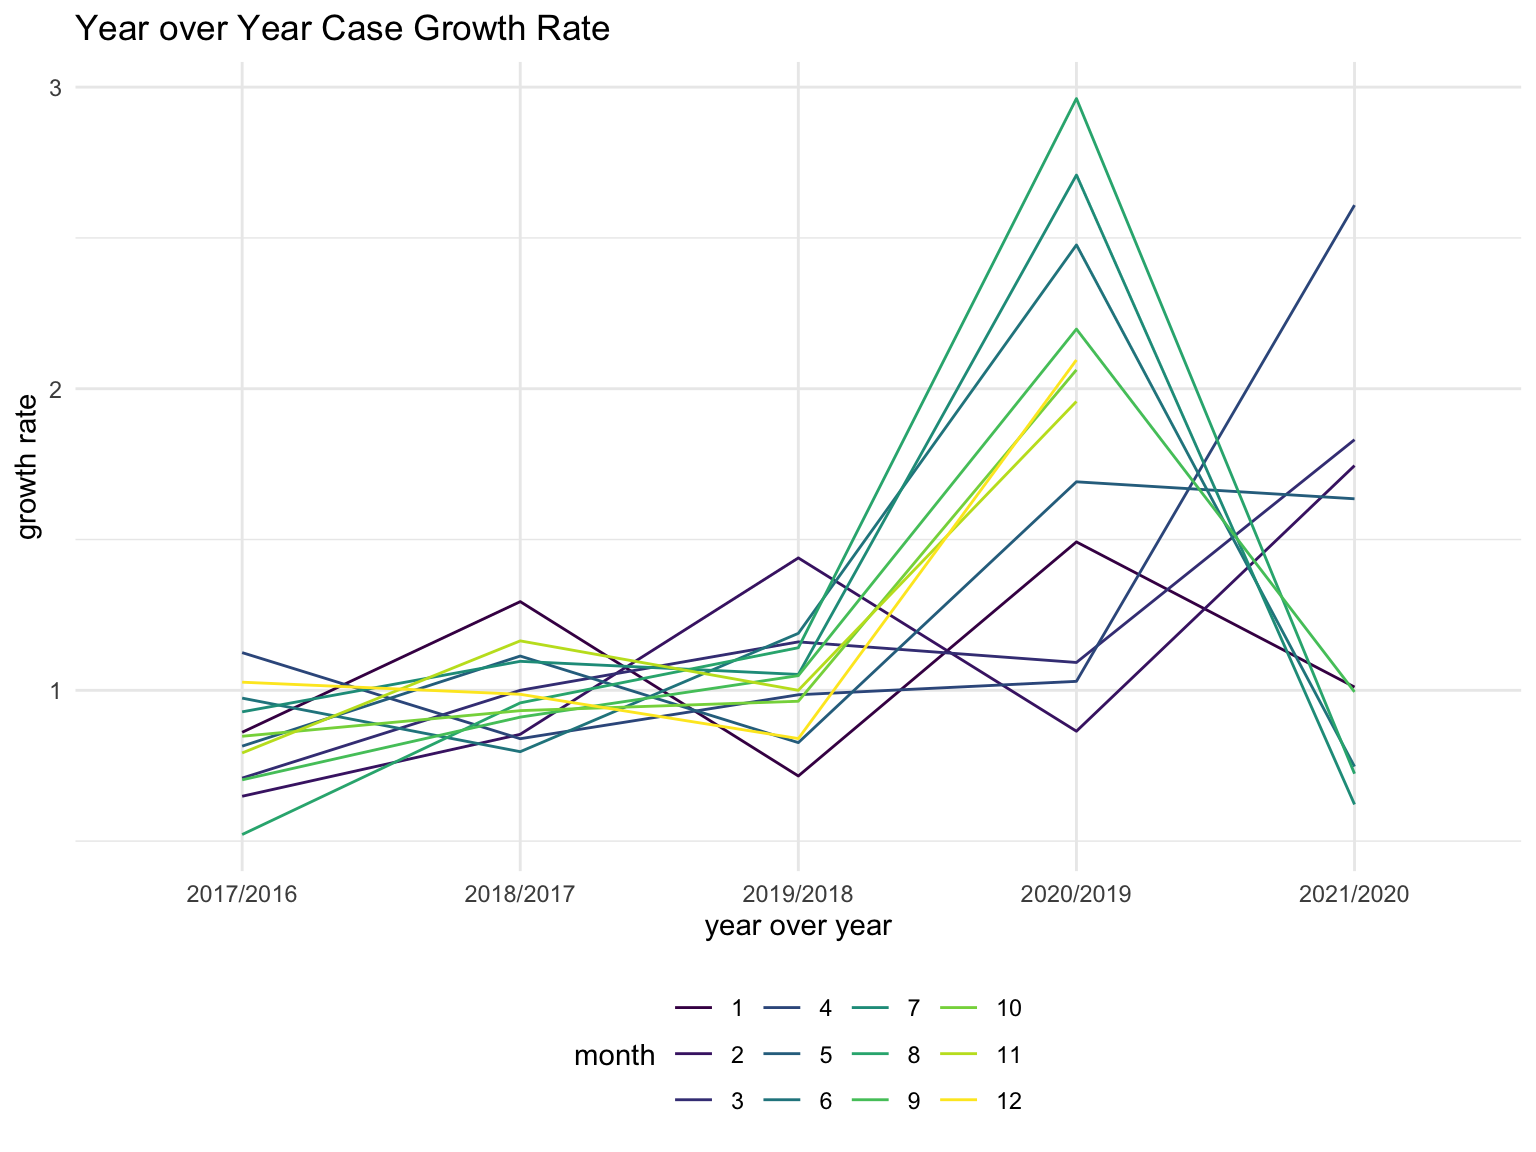 Year over Year Case Growth Rate
3
2
1
growth rate
2017/2016 2018/2017 2019/2018 2020/2019 2021/2020
year over year
month
1 4 7 10
2 5 8 11
3 6 9 12